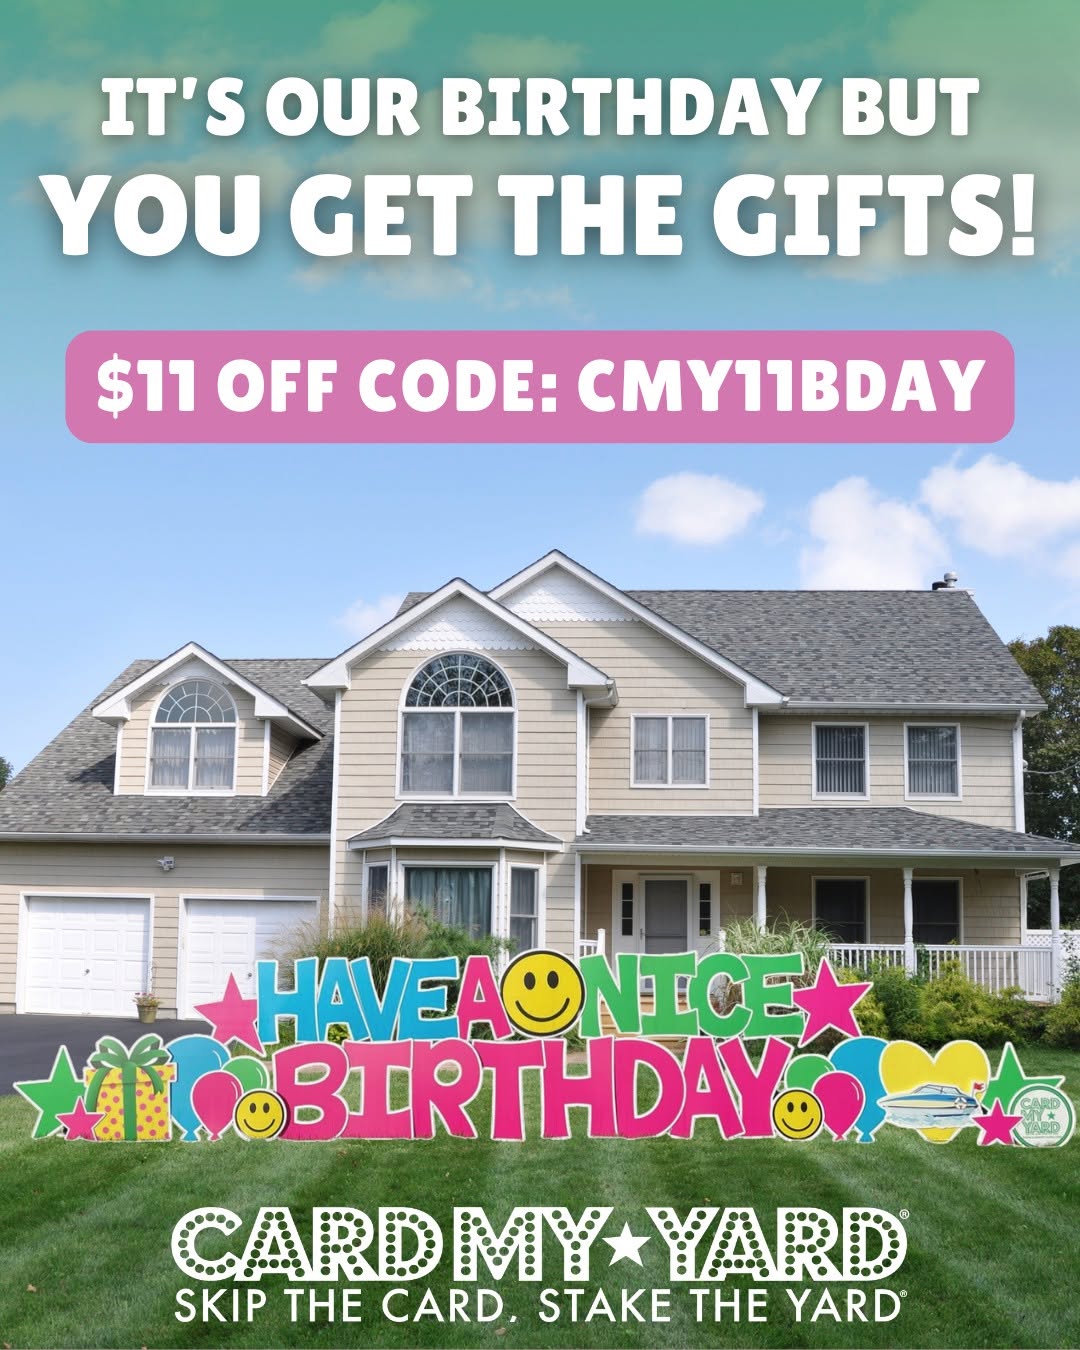 IT'S OUR BIRTHDAY BUT
YOU GET THE GIFTS!
$11 OFF CODE: CMY11BDAY
HAVE A NICE
BIRTHDAY
CARD
MY★
YARD
CARD MY★YARD®
SKIP THE CARD, STAKE THE YARD®